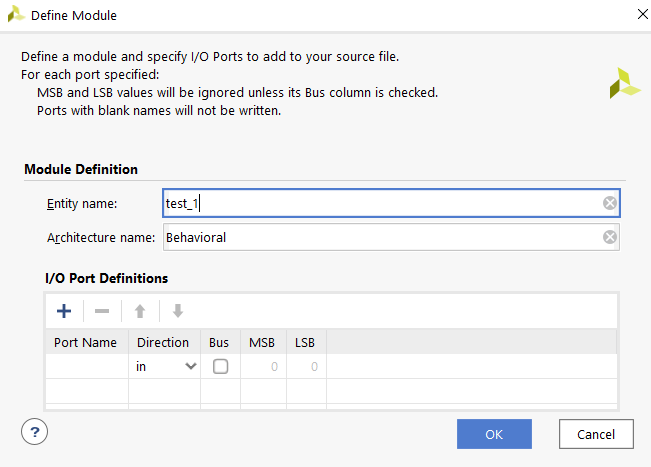 Define Module
Define a module and specify I/O Ports to add to your source file.
For each port specified:
MSB and LSB values will be ignored unless its Bus column is checked.
Ports with blank names will not be written.
Module Definition
Entity name: test_1
Architecture name: Behavioral
I/O Port Definitions
Port Name Direction Bus MSB LSB
in 0 0
? OK Cancel